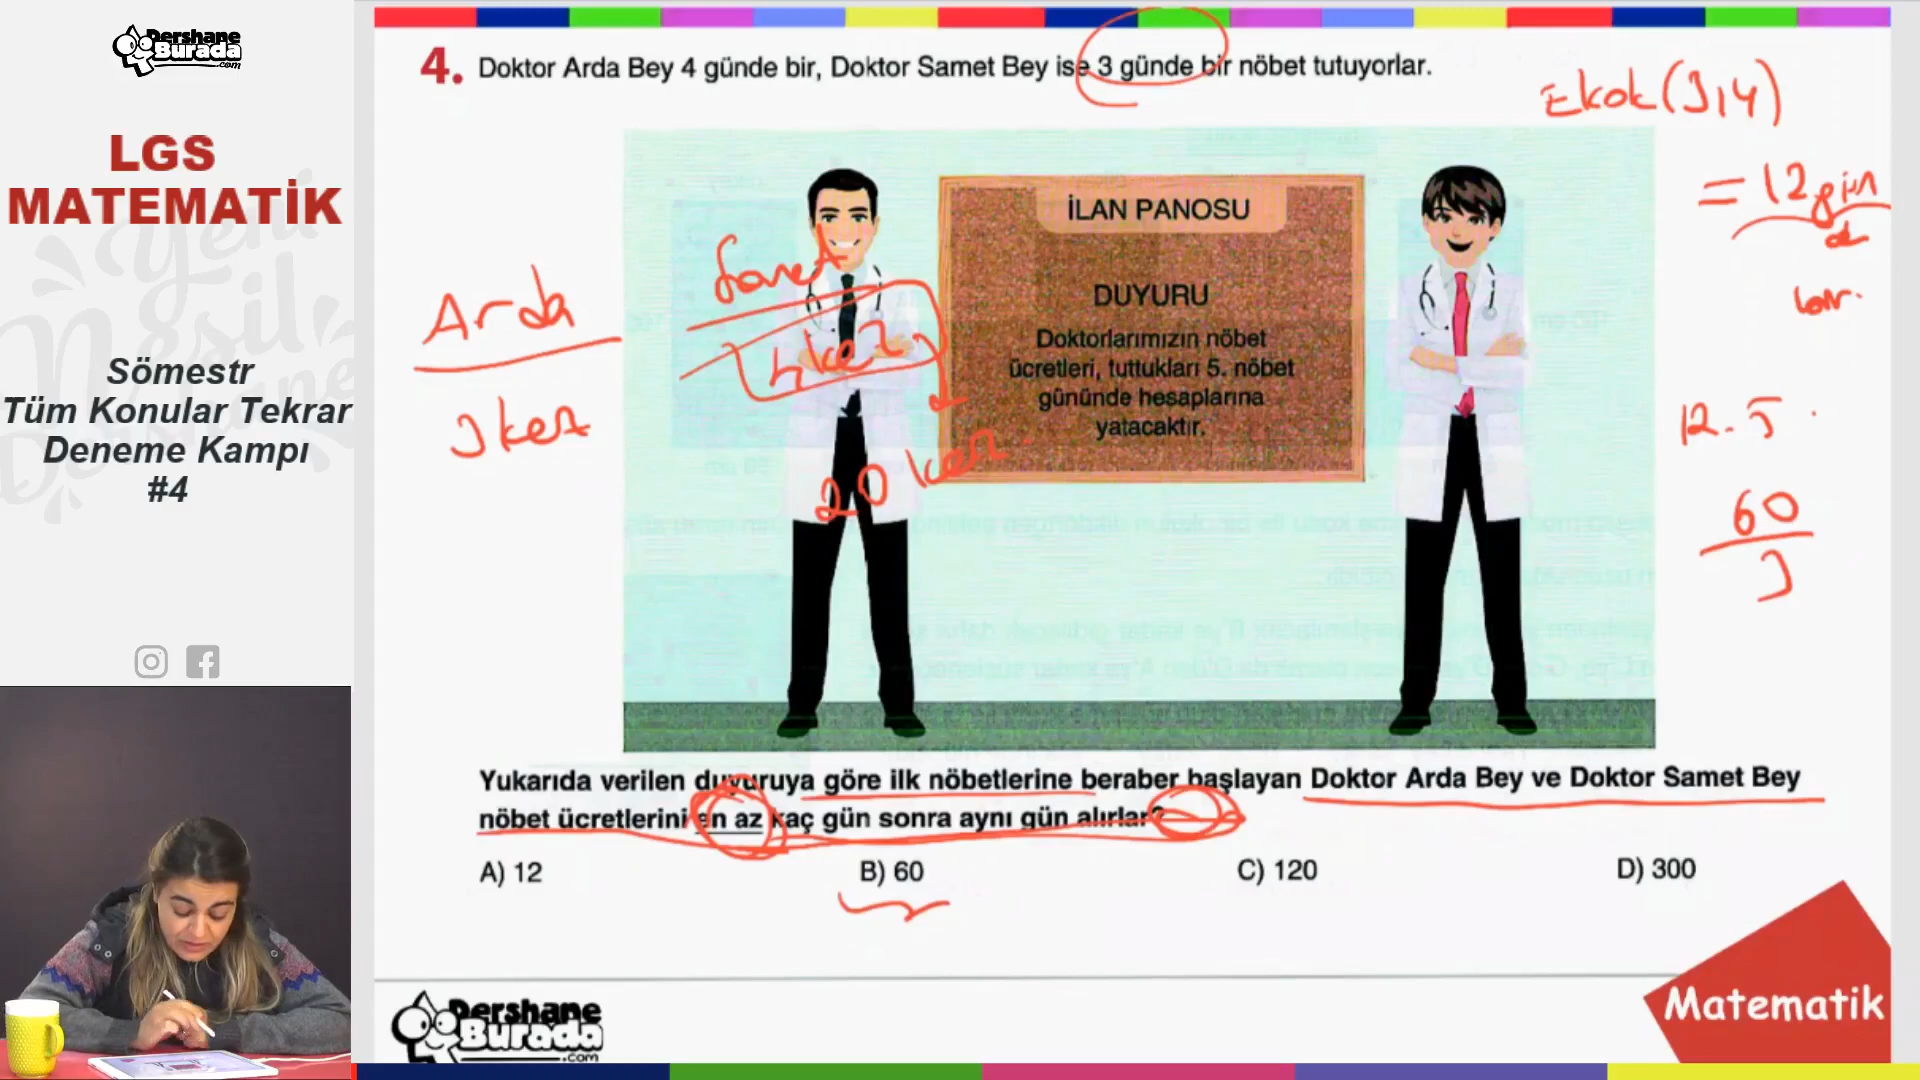 Dershane
Burada
.com
LGS
MATEMATİK
Sömestr
Tüm Konular Tekrar
Deneme Kampı
#4
4. Doktor Arda Bey 4 günde bir, Doktor Samet Bey ise 3 günde bir nöbet tutuyorlar.
Ekok(3,4)
= 12 gün
İLAN PANOSU
DUYURU
Doktorlarımızın nöbet
ücretleri, tuttukları 5. nöbet
gününde hesaplarına
yatacaktır.
Arda
3 kez
Samet
4 kez
20 kez
12. 5
60
3
Yukarıda verilen duyuruya göre ilk nöbetlerine beraber başlayan Doktor Arda Bey ve Doktor Samet Bey
nöbet ücretlerini en az kaç gün sonra aynı gün alırlar?
A) 12 B) 60 C) 120 D) 300
Dershane
Burada
.com
Matematik